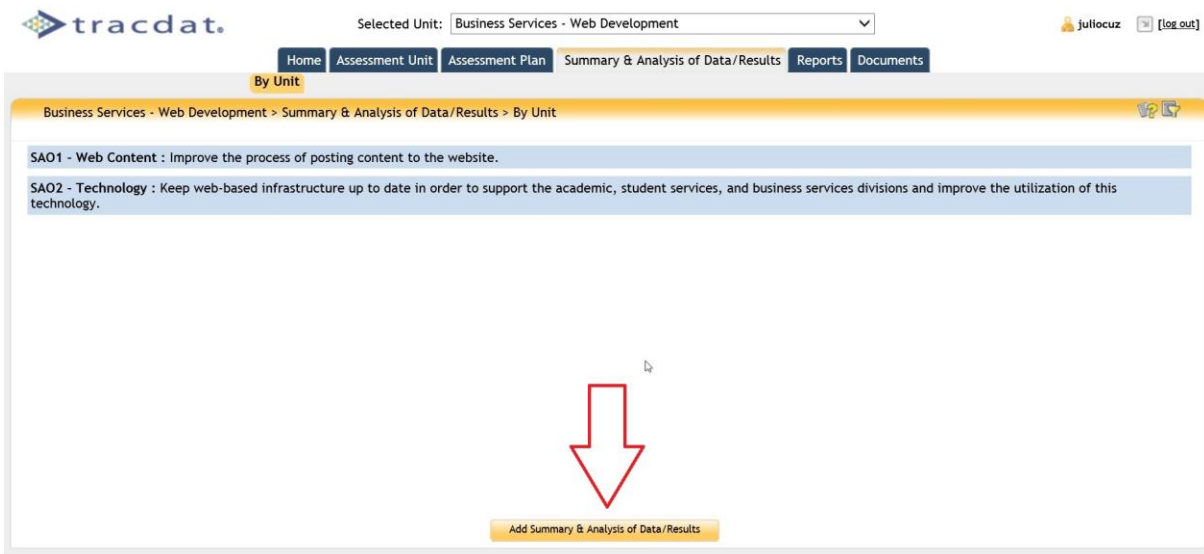 tracdat.
Selected Unit: Business Services - Web Development
juliocuz [log out]
Home Assessment Unit Assessment Plan Summary & Analysis of Data/Results Reports Documents
By Unit
Business Services - Web Development > Summary & Analysis of Data/Results > By Unit
SAO1 - Web Content : Improve the process of posting content to the website.
SAO2 - Technology : Keep web-based infrastructure up to date in order to support the academic, student services, and business services divisions and improve the utilization of this
technology.
Add Summary & Analysis of Data/Results